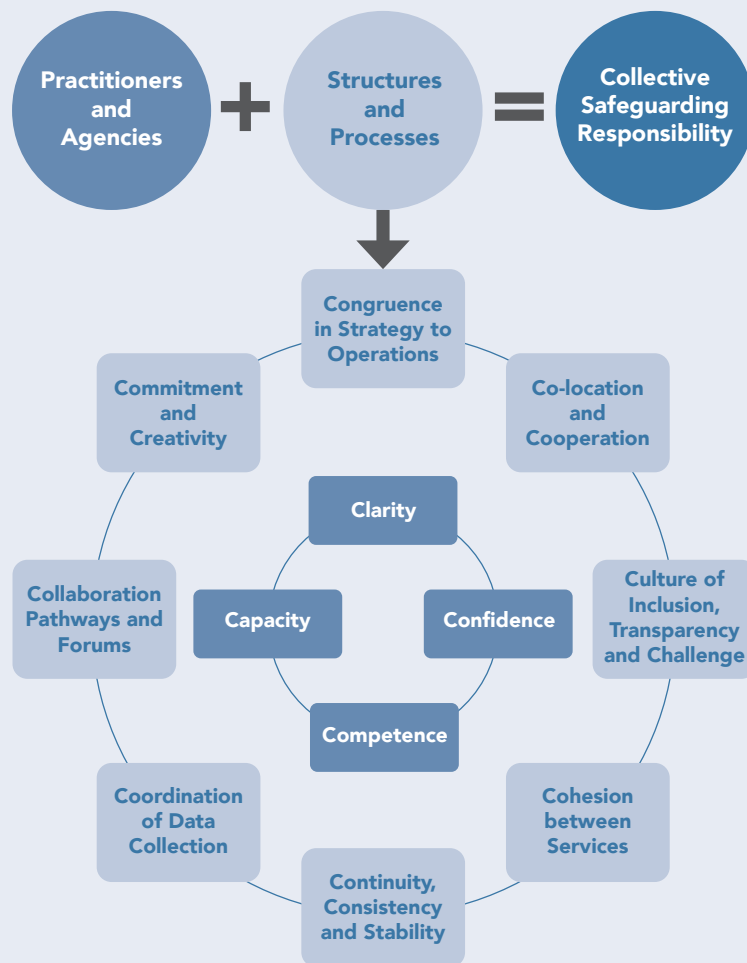 Practitioners
and
Agencies
+
Structures
and
Processes
=
Collective
Safeguarding
Responsibility
Congruence
in Strategy to
Operations
Commitment
and
Creativity
Co-location
and
Cooperation
Clarity
Collaboration
Pathways and
Forums
Capacity
Confidence
Culture of
Inclusion,
Transparency
and Challenge
Competence
Coordination
of Data
Collection
Cohesion
between
Services
Continuity,
Consistency
and Stability